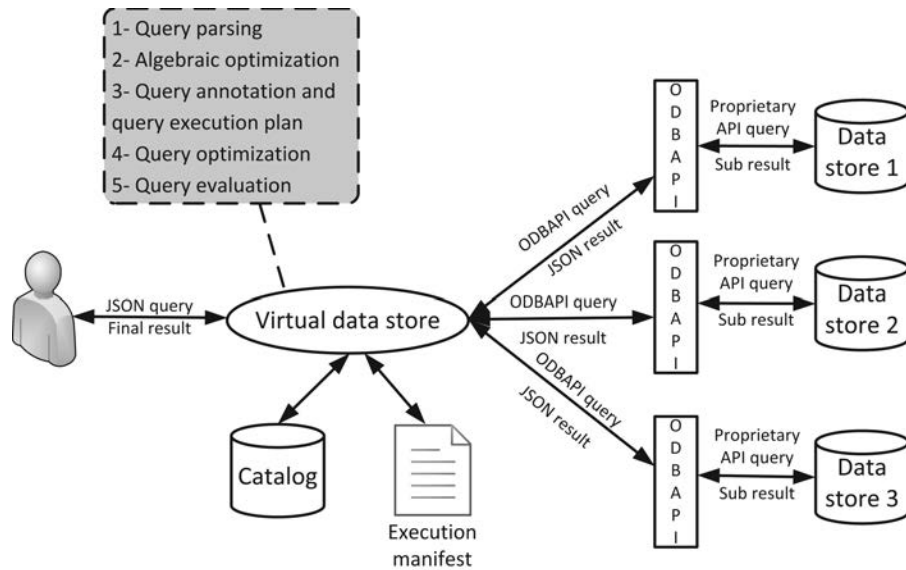 1- Query parsing
2- Algebraic optimization
3- Query annotation and
query execution plan
4- Query optimization
5- Query evaluation
JSON query
Final result
Virtual data store
Catalog
Execution
manifest
ODBAPI query
JSON result
ODBAPI
Proprietary
API query
Sub result
Data
store 1
ODBAPI query
JSON result
ODBAPI
Proprietary
API query
Sub result
Data
store 2
ODBAPI query
JSON result
ODBAPI
Proprietary
API query
Sub result
Data
store 3